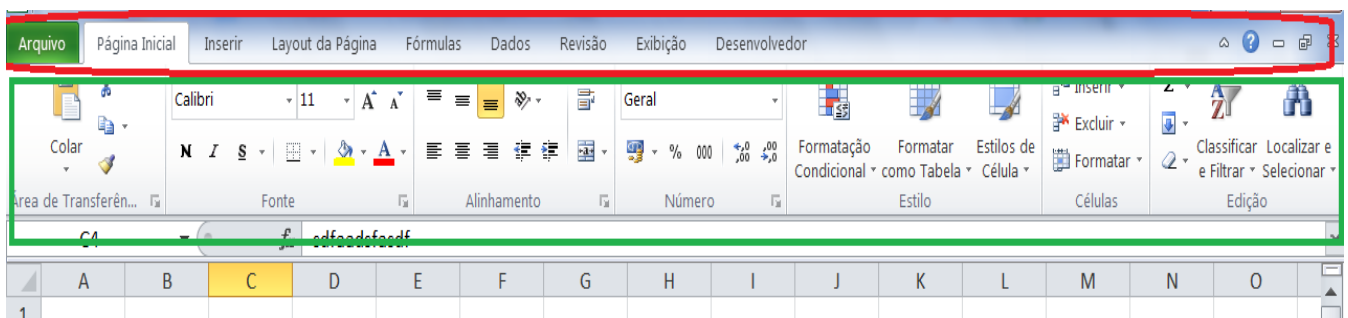 Arquivo Página Inicial Inserir Layout da Página Fórmulas Dados Revisão Exibição Desenvolvedor
Calibri 11 A A Geral Inserir
Excluir
Colar N I S A % 000 Formatação Formatar Estilos de Formatar Classificar Localizar e
Condicional como Tabela Célula e Filtrar Selecionar
Área de Transferên... Fonte Alinhamento Número Estilo Células Edição
C4 fx sdfaadsfasdf
A B C D E F G H I J K L M N O
1